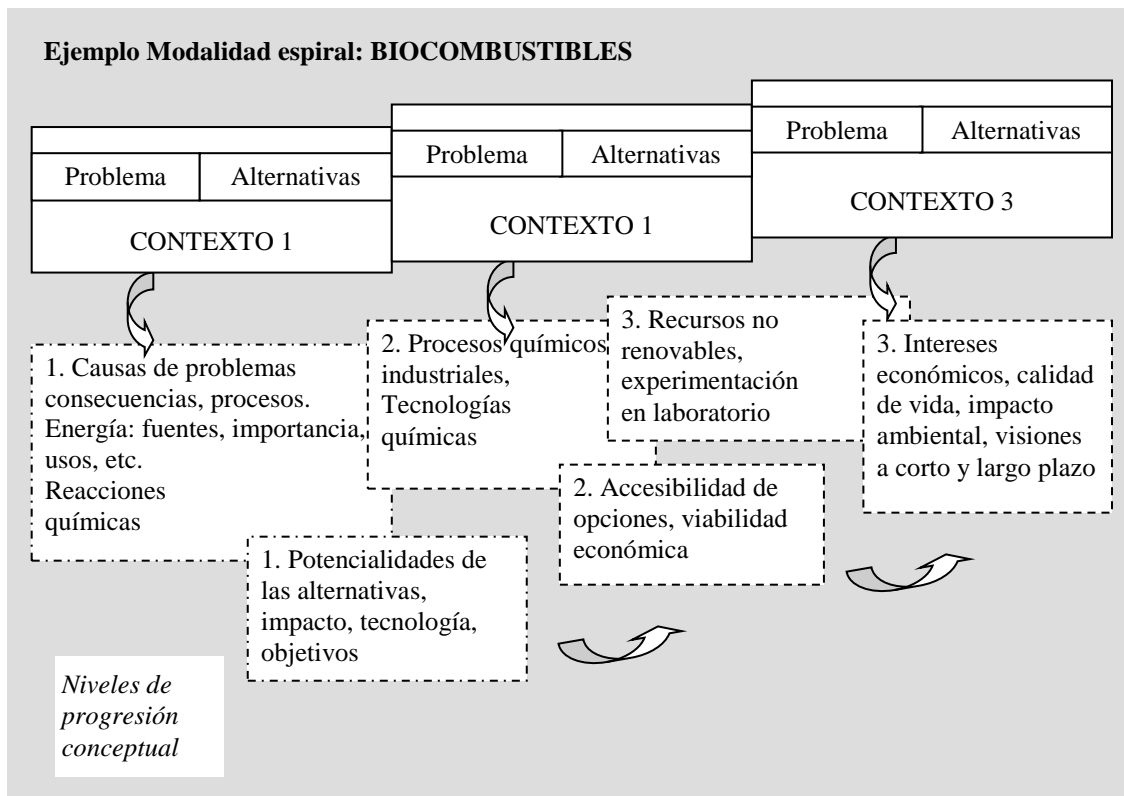 Ejemplo Modalidad espiral: BIOCOMBUSTIBLES
Problema
Alternativas
CONTEXTO 1
Problema
Alternativas
CONTEXTO 1
Problema
Alternativas
CONTEXTO 3
1. Causas de problemas
consecuencias, procesos.
Energía: fuentes, importancia,
usos, etc.
Reacciones
químicas
1. Potencialidades de
las alternativas,
impacto, tecnología,
objetivos
2. Procesos químicos
industriales,
Tecnologías
químicas
2. Accesibilidad de
opciones, viabilidad
económica
3. Recursos no
renovables,
experimentación
en laboratorio
3. Intereses
económicos, calidad
de vida, impacto
ambiental, visiones
a corto y largo plazo
Niveles de
progresión
conceptual